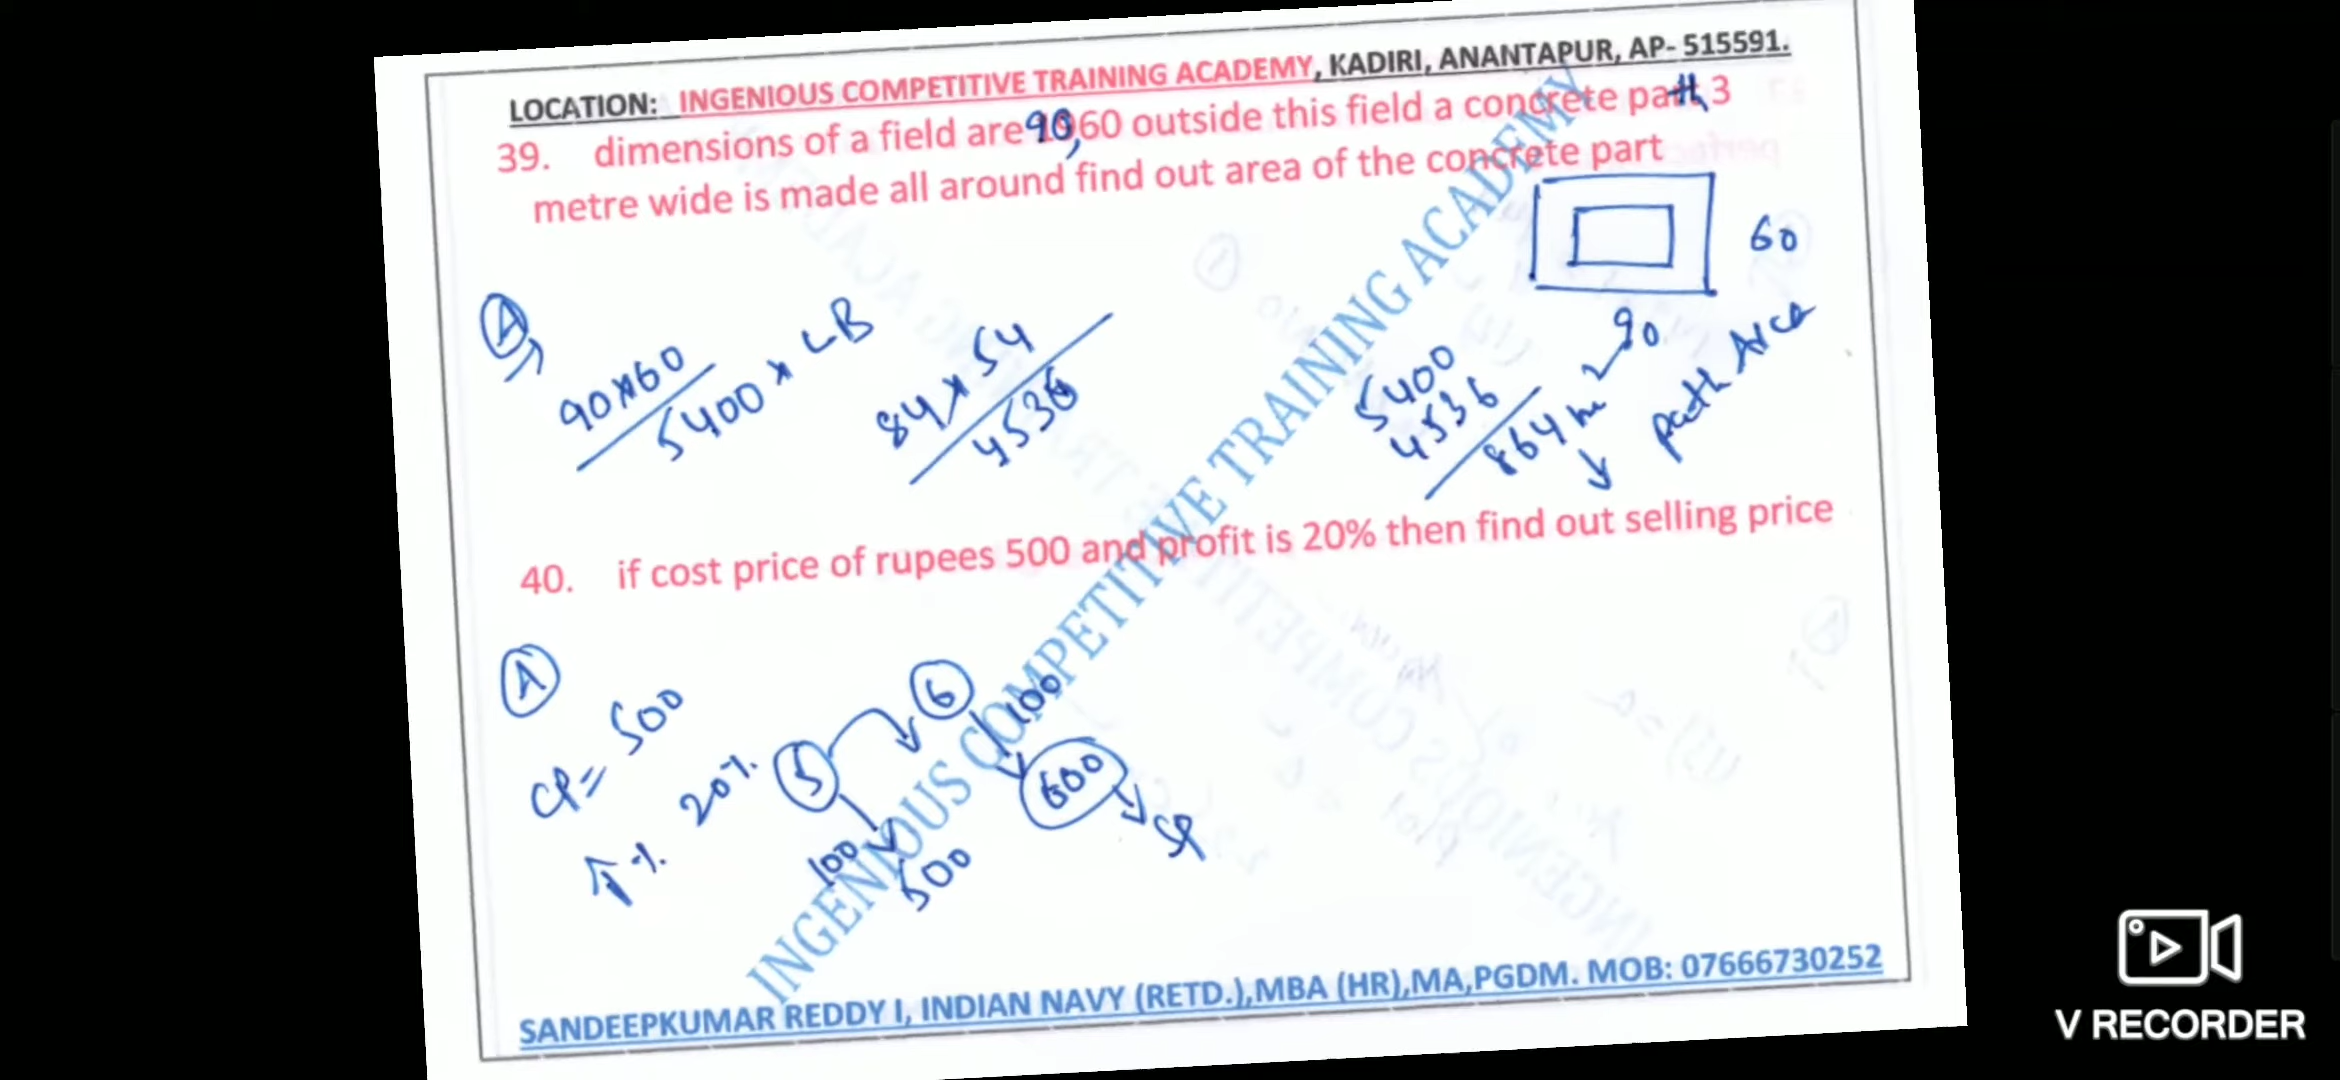 LOCATION: INGENIOUS COMPETITIVE TRAINING ACADEMY, KADIRI, ANANTAPUR, AP- 515591.
39. dimensions of a field are 90, 60 outside this field a concrete path 3
metre wide is made all around find out area of the concrete part
60
90
A
90x60
5400 x LB
84 x 54
4536
5400
4536
864 m2
path Area
40. if cost price of rupees 500 and profit is 20% then find out selling price
A
CP= 500
↑% 20%
5
6
100
500
100
600
SP
INGENIOUS COMPETITIVE TRAINING ACADEMY
SANDEEPKUMAR REDDY I, INDIAN NAVY (RETD.),MBA (HR),MA,PGDM. MOB: 07666730252
V RECORDER